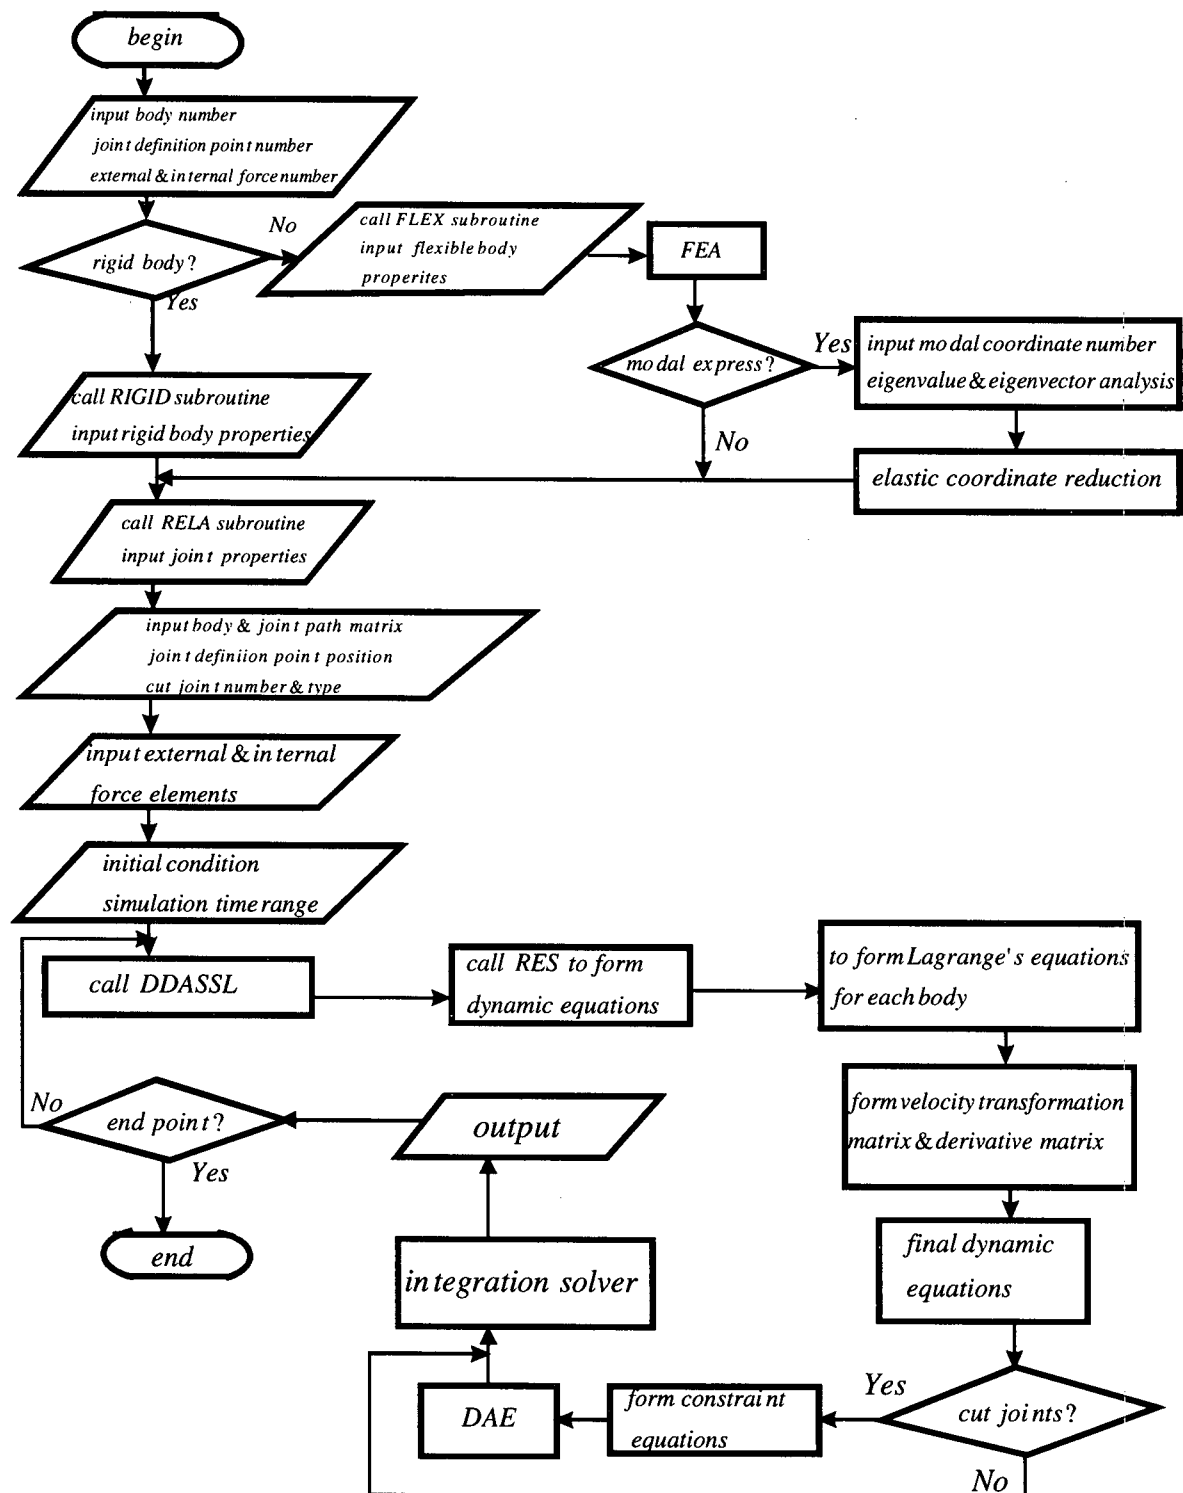 begin
input body number
joint definition point number
external & internal force number
rigid body?
No
Yes
call FLEX subroutine
input flexible body
properites
FEA
modal express?
Yes
No
input modal coordinate number
eigenvalue & eigenvector analysis
elastic coordinate reduction
call RIGID subroutine
input rigid body properties
call RELA subroutine
input joint properties
input body & joint path matrix
joint definiion point position
cut joint number & type
input external & internal
force elements
initial condition
simulation time range
call DDASSL
call RES to form
dynamic equations
to form Lagrange's equations
for each body
form velocity transformation
matrix & derivative matrix
final dynamic
equations
cut joints?
Yes
No
form constraint
equations
DAE
integration solver
output
end point?
No
Yes
end